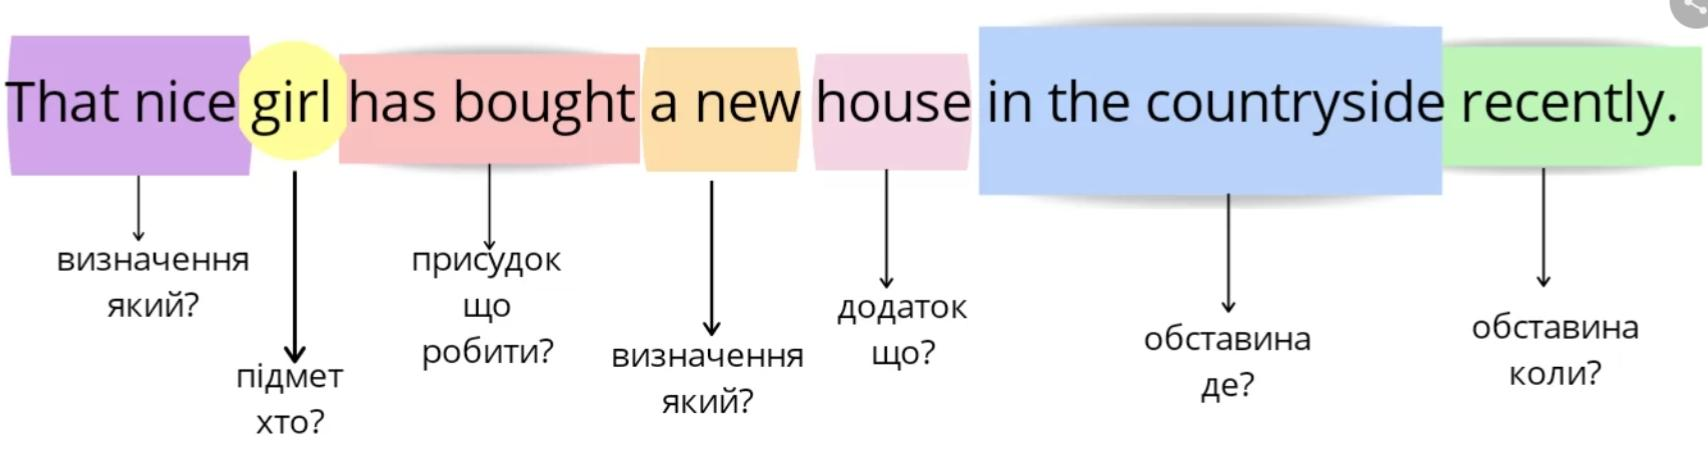 That nice girl has bought a new house in the countryside recently.
визначення
який?
підмет
хто?
присудок
що
робити?
визначення
який?
додаток
що?
обставина
де?
обставина
коли?